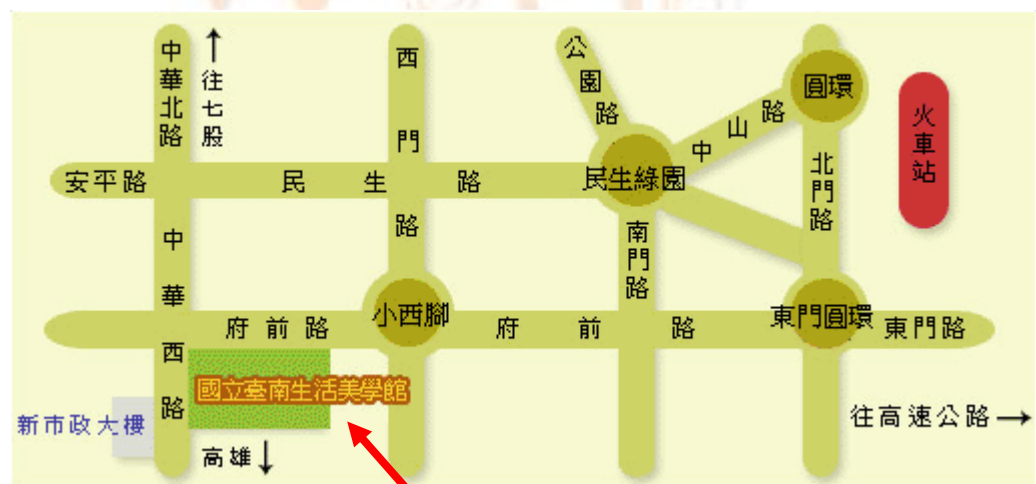 中華北路
往七股
西門路
公園路
中山路
圓環
火車站
安平路
民生路
民生綠園
北門路
南門路
中華西路
府前路
小西腳
府前路
東門圓環
東門路
國立臺南生活美學館
新市政大樓
往高速公路
高雄